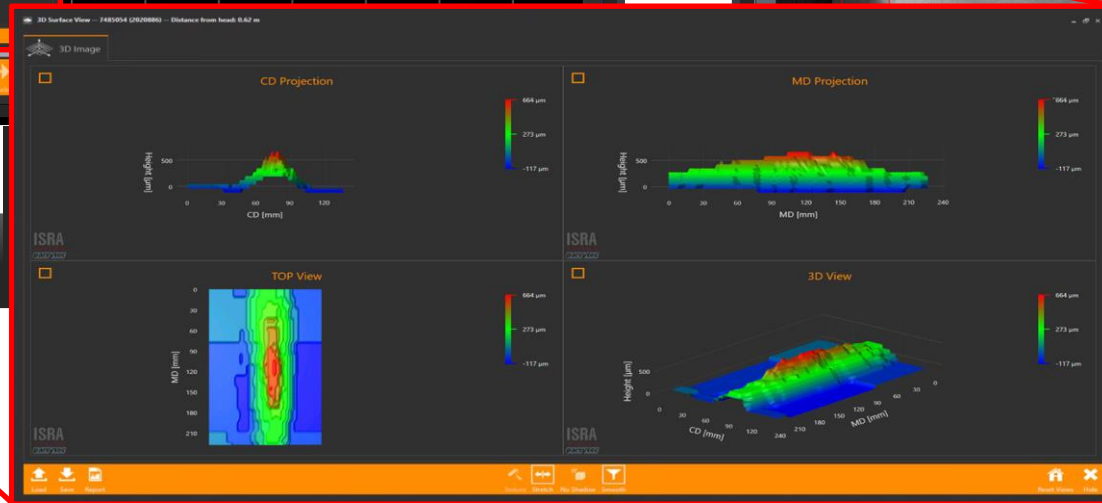 3D Surface View -- 7485054 (2020886) -- Distance from head: 0.62 m
3D Image
CD Projection
664 µm
273 µm
-117 µm
Height [µm]
500
0
0 30 60 90 120
CD [mm]
ISRA
MD Projection
664 µm
273 µm
-117 µm
Height [µm]
500
0
0 30 60 90 120 150 180 210 240
MD [mm]
ISRA
TOP View
664 µm
273 µm
-117 µm
MD [mm]
0
30
60
90
120
150
180
210
ISRA
3D View
664 µm
273 µm
-117 µm
Height [µm]
500
0
0 30 60 90 120
CD [mm]
240 210 180 150 120 90 60 30 0
MD [mm]
ISRA
Load Save Report Texture Stretch No Shadow Smooth Reset Views Hide